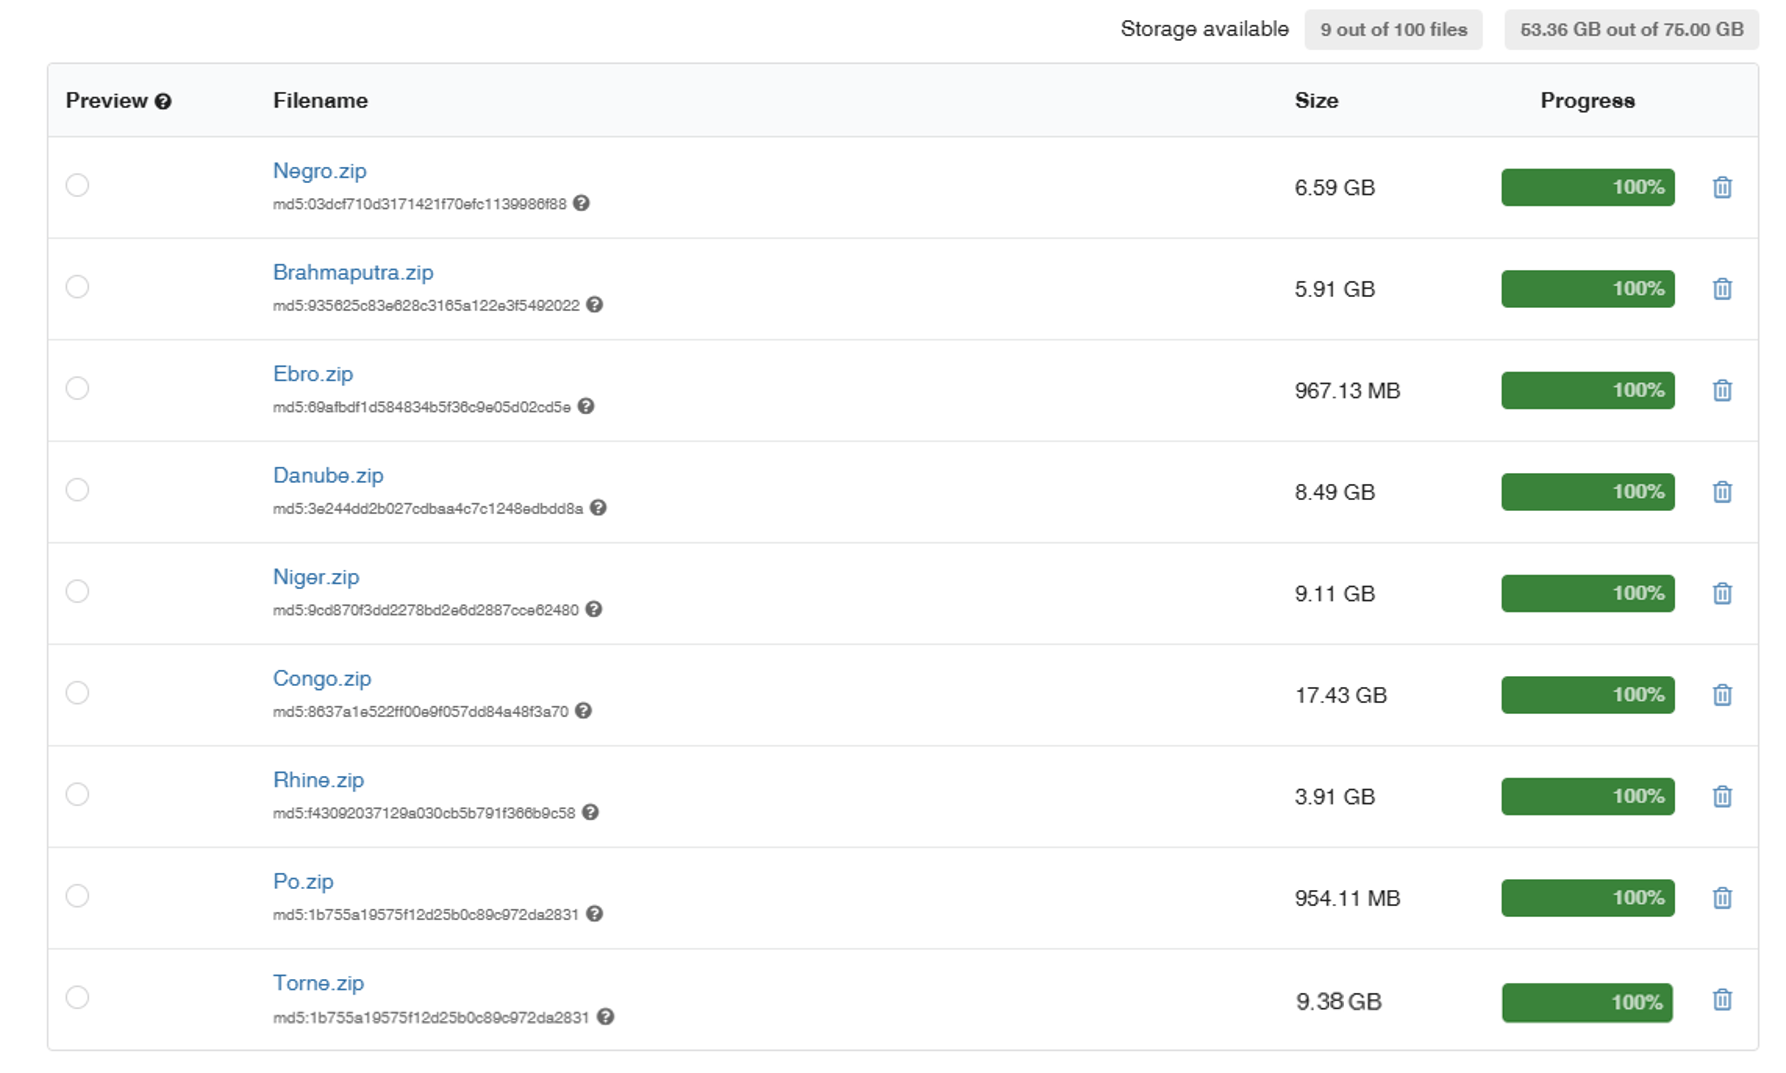 Storage available 9 out of 100 files 53.36 GB out of 75.00 GB
Preview Filename Size Progress
Negro.zip
md5:03dcf710d3171421f70efc1139986f88
6.59 GB 100%
Brahmaputra.zip
md5:935625c83e628c3165a122e3f5492022
5.91 GB 100%
Ebro.zip
md5:69afbdf1d584834b5f36c9e05d02cd5e
967.13 MB 100%
Danube.zip
md5:3e244dd2b027cdbaa4c7c1248edbdd8a
8.49 GB 100%
Niger.zip
md5:9cd870f3dd2278bd2e6d2887cce62480
9.11 GB 100%
Congo.zip
md5:8637a1e522ff00e9f057dd84a48f3a70
17.43 GB 100%
Rhine.zip
md5:f43092037129a030cb5b791f366b9c58
3.91 GB 100%
Po.zip
md5:1b755a19575f12d25b0c89c972da2831
954.11 MB 100%
Torne.zip
md5:1b755a19575f12d25b0c89c972da2831
9.38 GB 100%